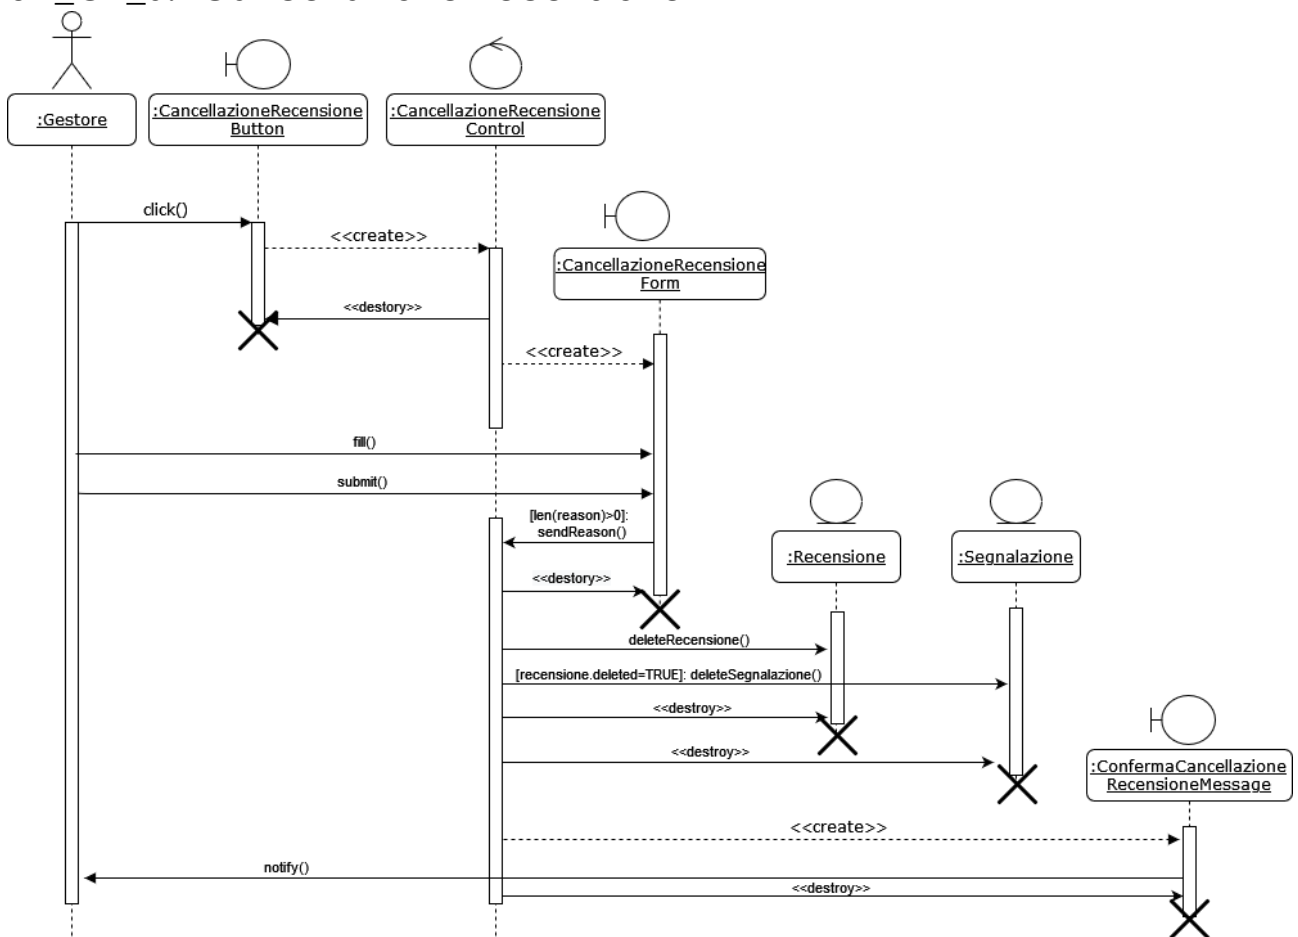 :Gestore
:CancellazioneRecensione
Button
:CancellazioneRecensione
Control
click()
<<create>>
:CancellazioneRecensione
Form
<<destory>>
<<create>>
fill()
submit()
[len(reason)>0]:
sendReason()
:Recensione
:Segnalazione
<<destory>>
deleteRecensione()
[recensione.deleted=TRUE]: deleteSegnalazione()
<<destroy>>
<<destroy>>
:ConfermaCancellazione
RecensioneMessage
<<create>>
notify()
<<destroy>>